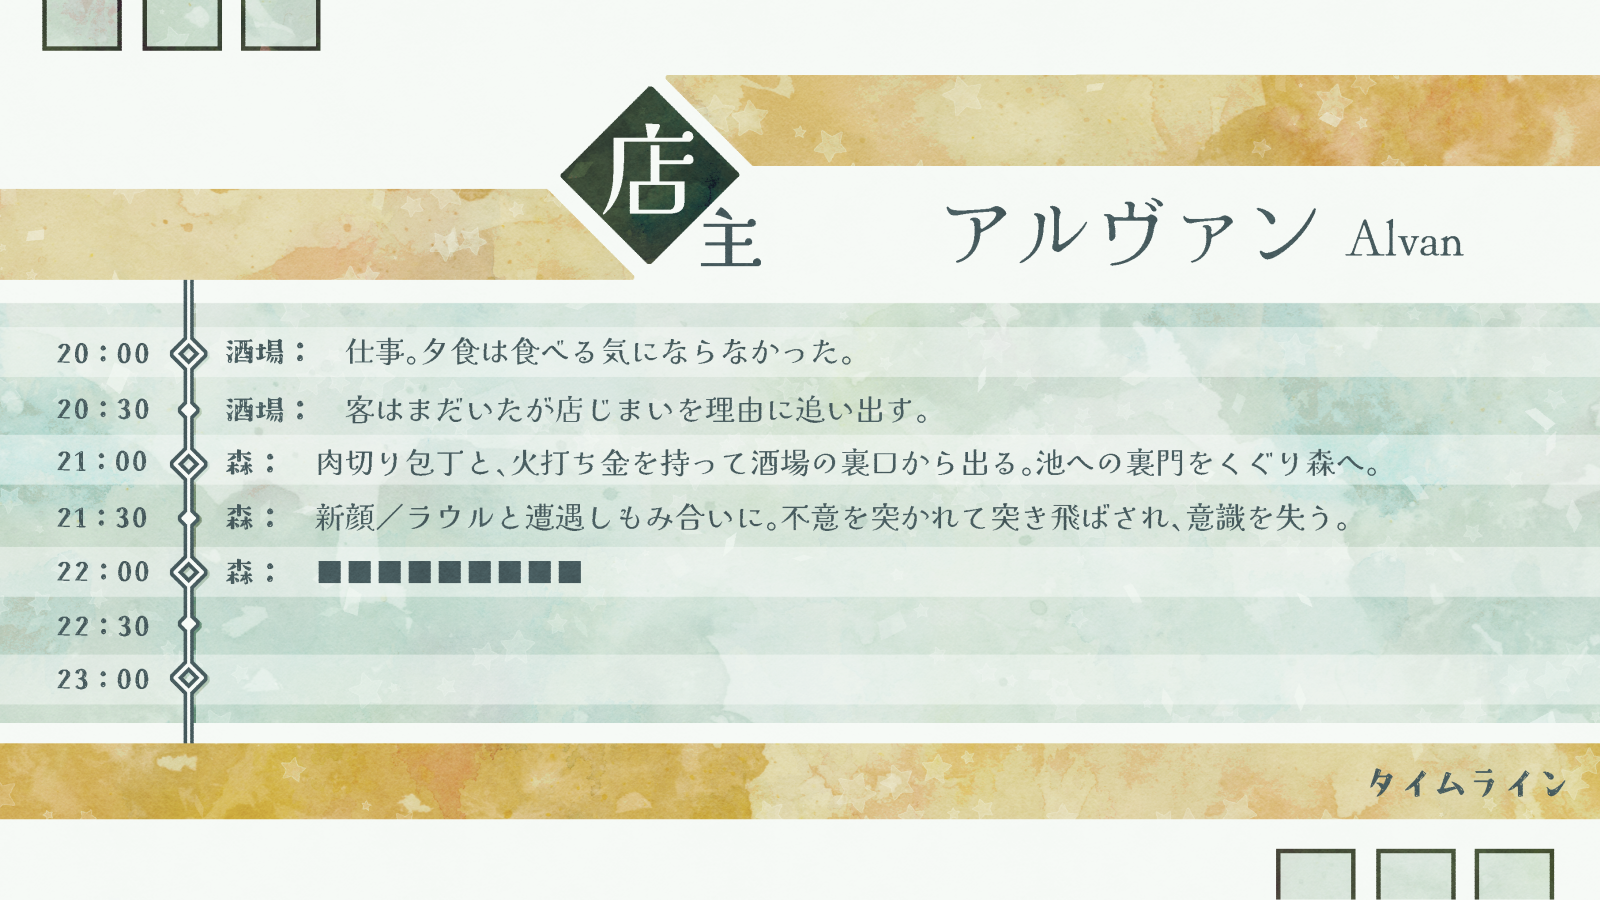 店主
アルヴァン Alvan
20：00 酒場： 仕事。夕食は食べる気にならなかった。
20：30 酒場： 客はまだいたが店じまいを理由に追い出す。
21：00 森： 肉切り包丁と、火打ち金を持って酒場の裏口から出る。池への裏門をくぐり森へ。
21：30 森： 新顔／ラウルと遭遇しもみ合いに。不意を突かれて突き飛ばされ、意識を失う。
22：00 森： ■■■■■■■■■
22：30
23：00
タイムライン